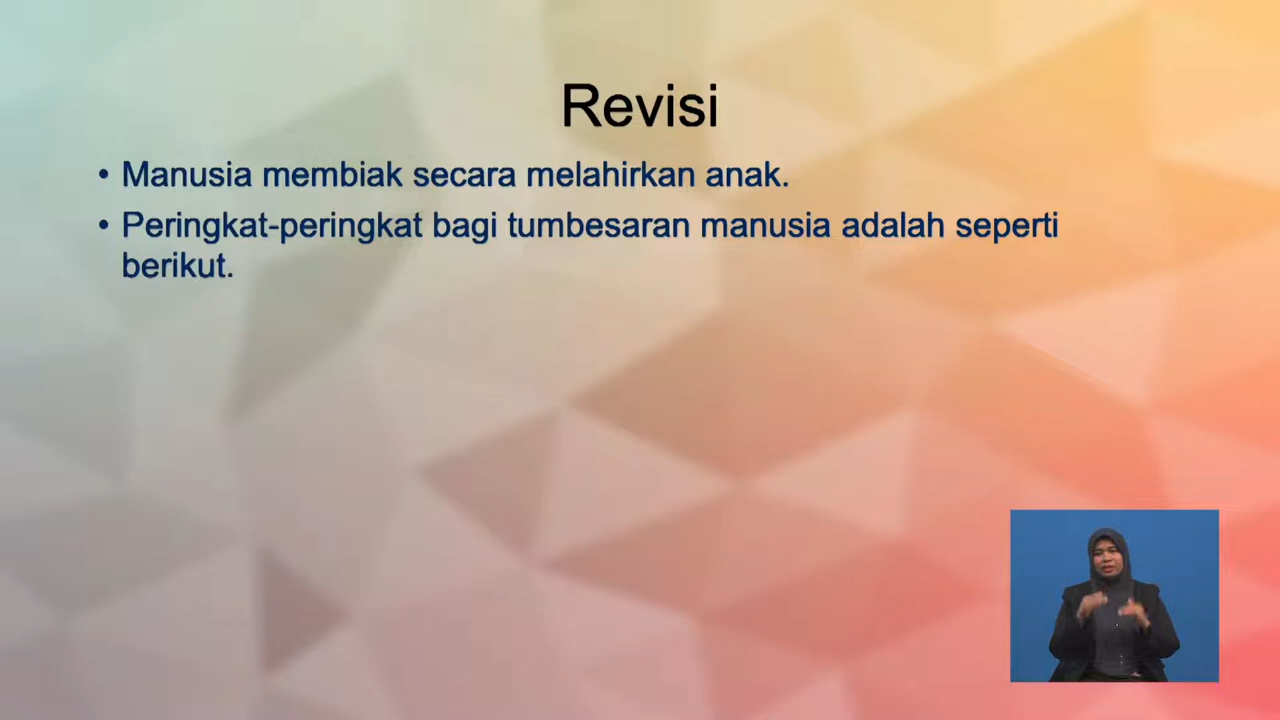 Revisi
• Manusia membiak secara melahirkan anak.
• Peringkat-peringkat bagi tumbesaran manusia adalah seperti
berikut.